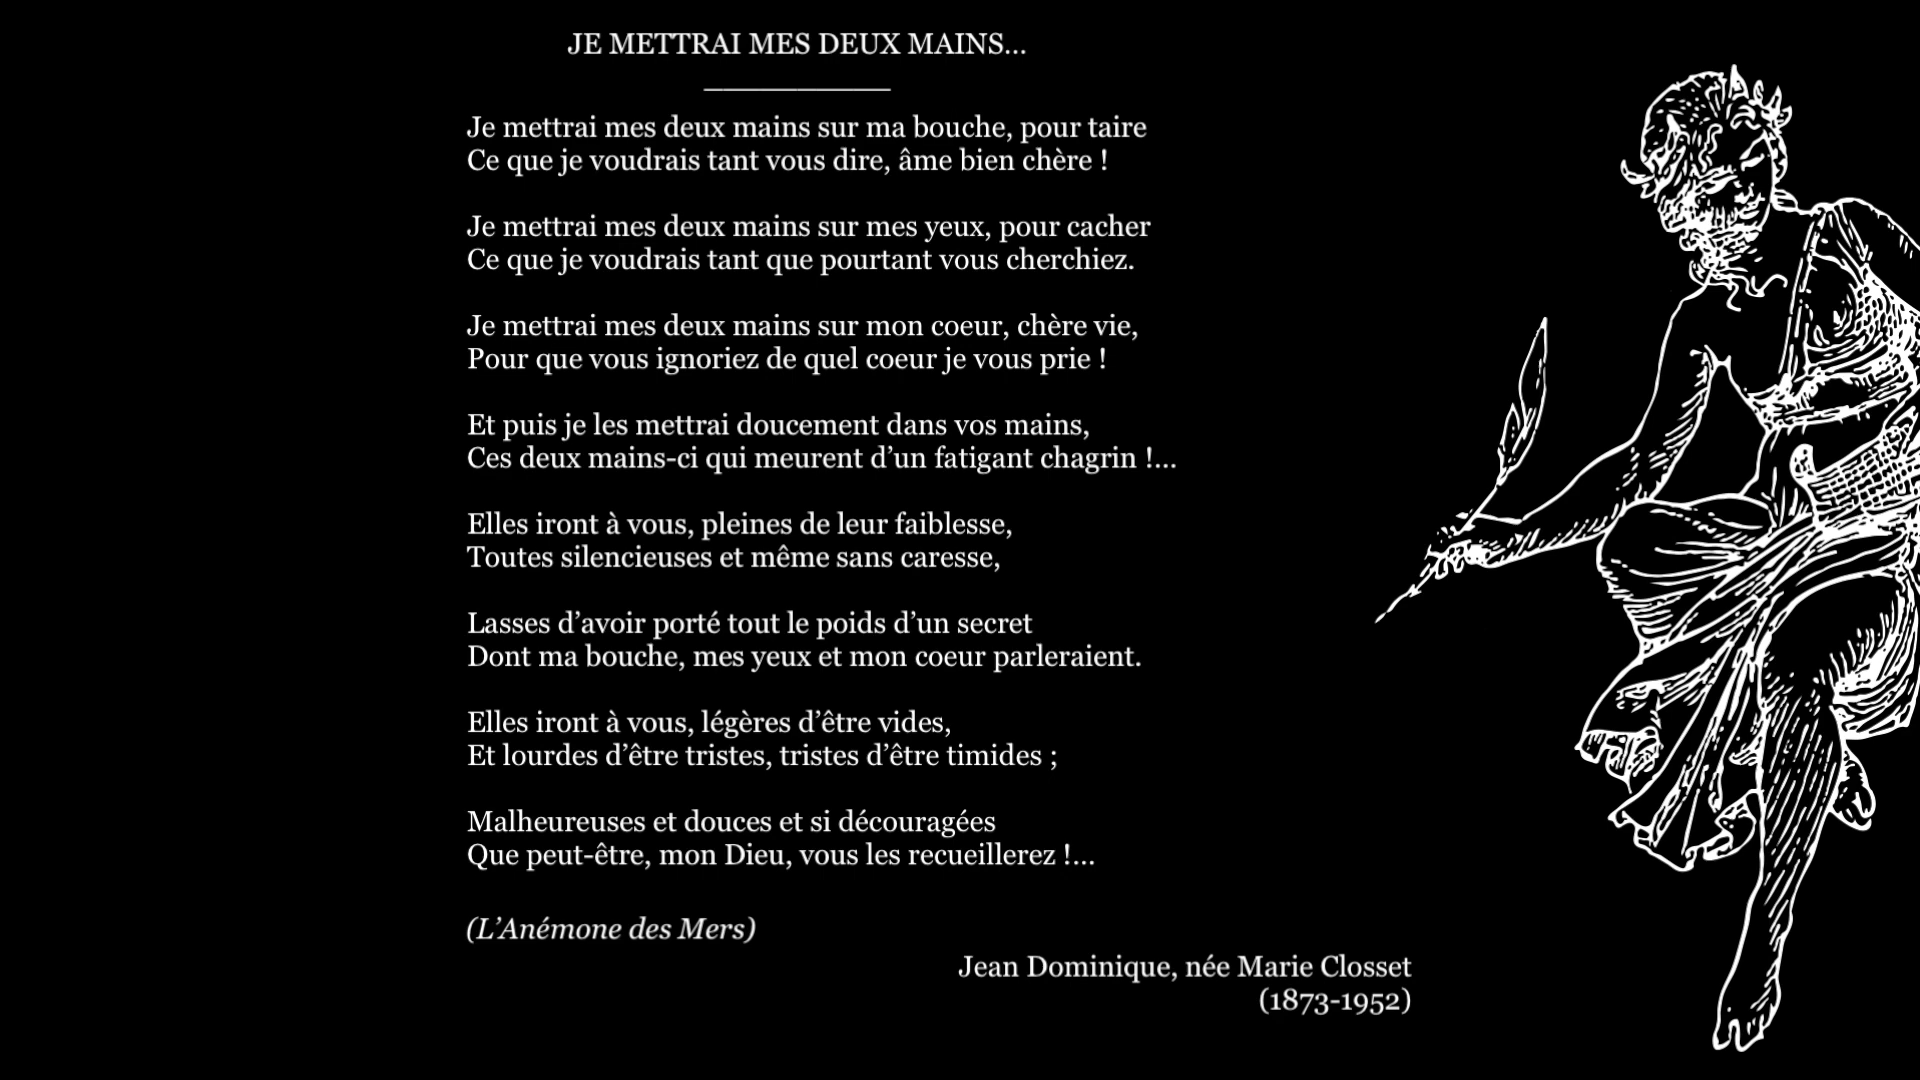 JE METTRAI MES DEUX MAINS...
Je mettrai mes deux mains sur ma bouche, pour taire
Ce que je voudrais tant vous dire, âme bien chère !
Je mettrai mes deux mains sur mes yeux, pour cacher
Ce que je voudrais tant que pourtant vous cherchiez.
Je mettrai mes deux mains sur mon coeur, chère vie,
Pour que vous ignoriez de quel coeur je vous prie !
Et puis je les mettrai doucement dans vos mains,
Ces deux mains-ci qui meurent d’un fatigant chagrin !...
Elles iront à vous, pleines de leur faiblesse,
Toutes silencieuses et même sans caresse,
Lasses d’avoir porté tout le poids d’un secret
Dont ma bouche, mes yeux et mon coeur parleraient.
Elles iront à vous, légères d’être vides,
Et lourdes d’être tristes, tristes d’être timides ;
Malheureuses et douces et si découragées
Que peut-être, mon Dieu, vous les recueillerez !...
(L’Anémone des Mers)
Jean Dominique, née Marie Closset
(1873-1952)